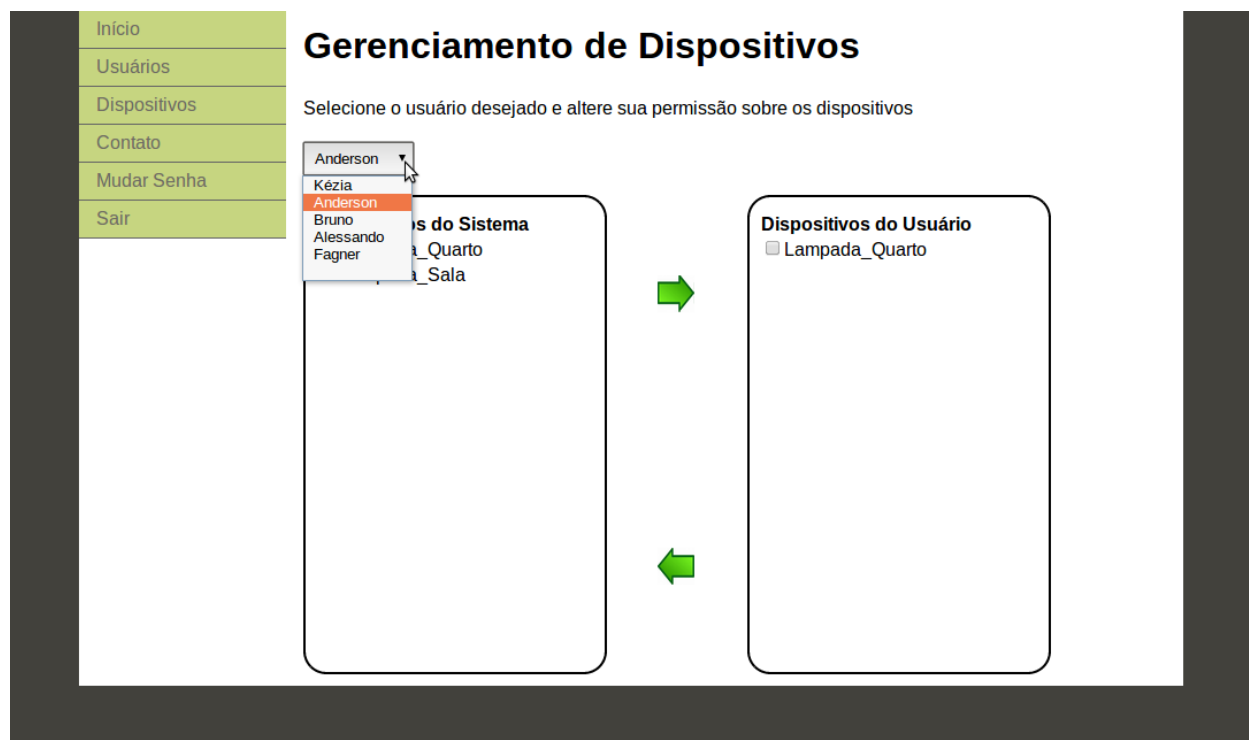 Início
Usuários
Dispositivos
Contato
Mudar Senha
Sair
Gerenciamento de Dispositivos
Selecione o usuário desejado e altere sua permissão sobre os dispositivos
Anderson
Kézia
Anderson
Bruno
Alessando
Fagner
do Sistema
_Quarto
_Sala
Dispositivos do Usuário
Lampada_Quarto